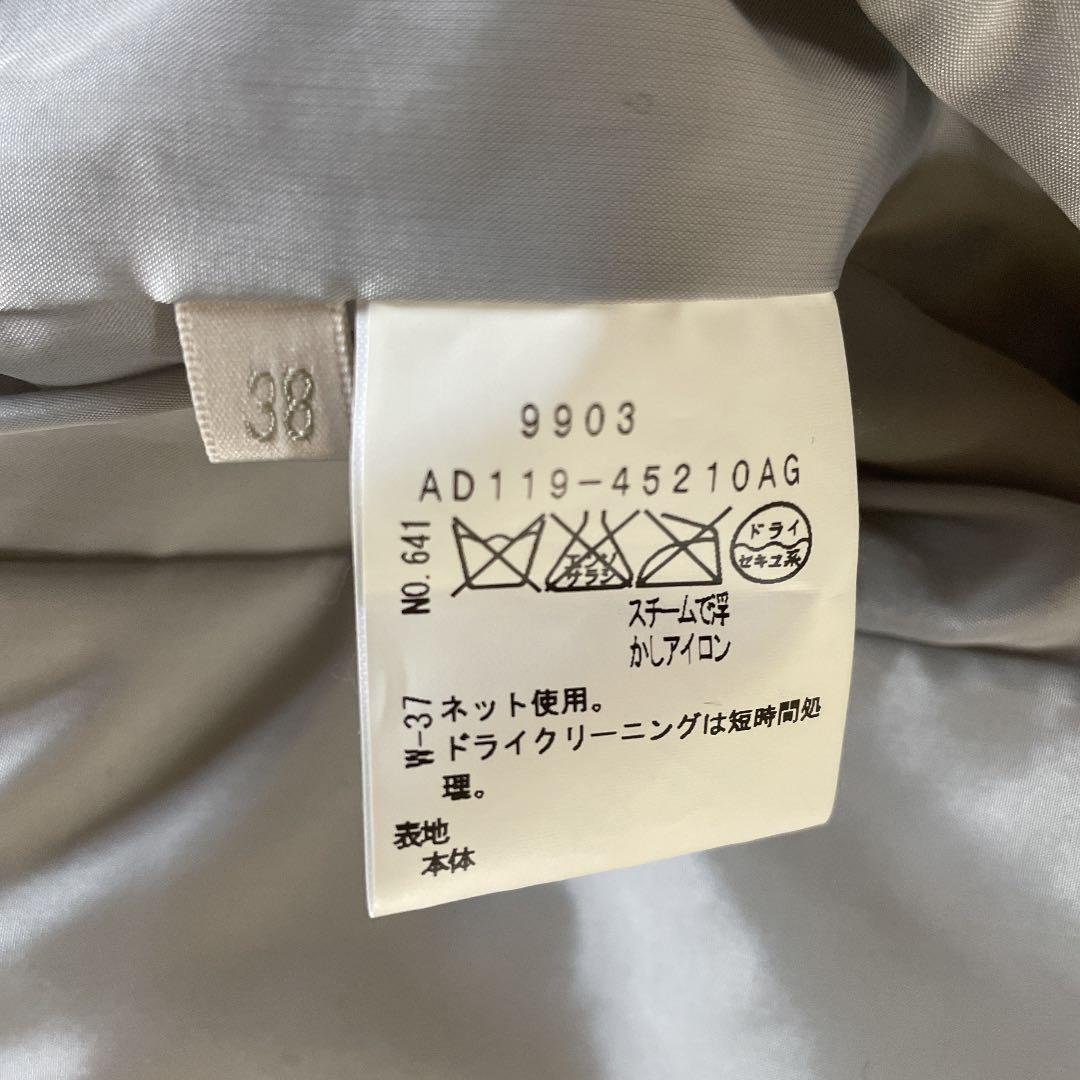 38
9903
AD119-45210AG
NO.641
エンソ
サラシ
ドライ
セキユ系
スチームで浮
かしアイロン
W-37
ネット使用。
ドライクリーニングは短時間処
理。
表地
本体